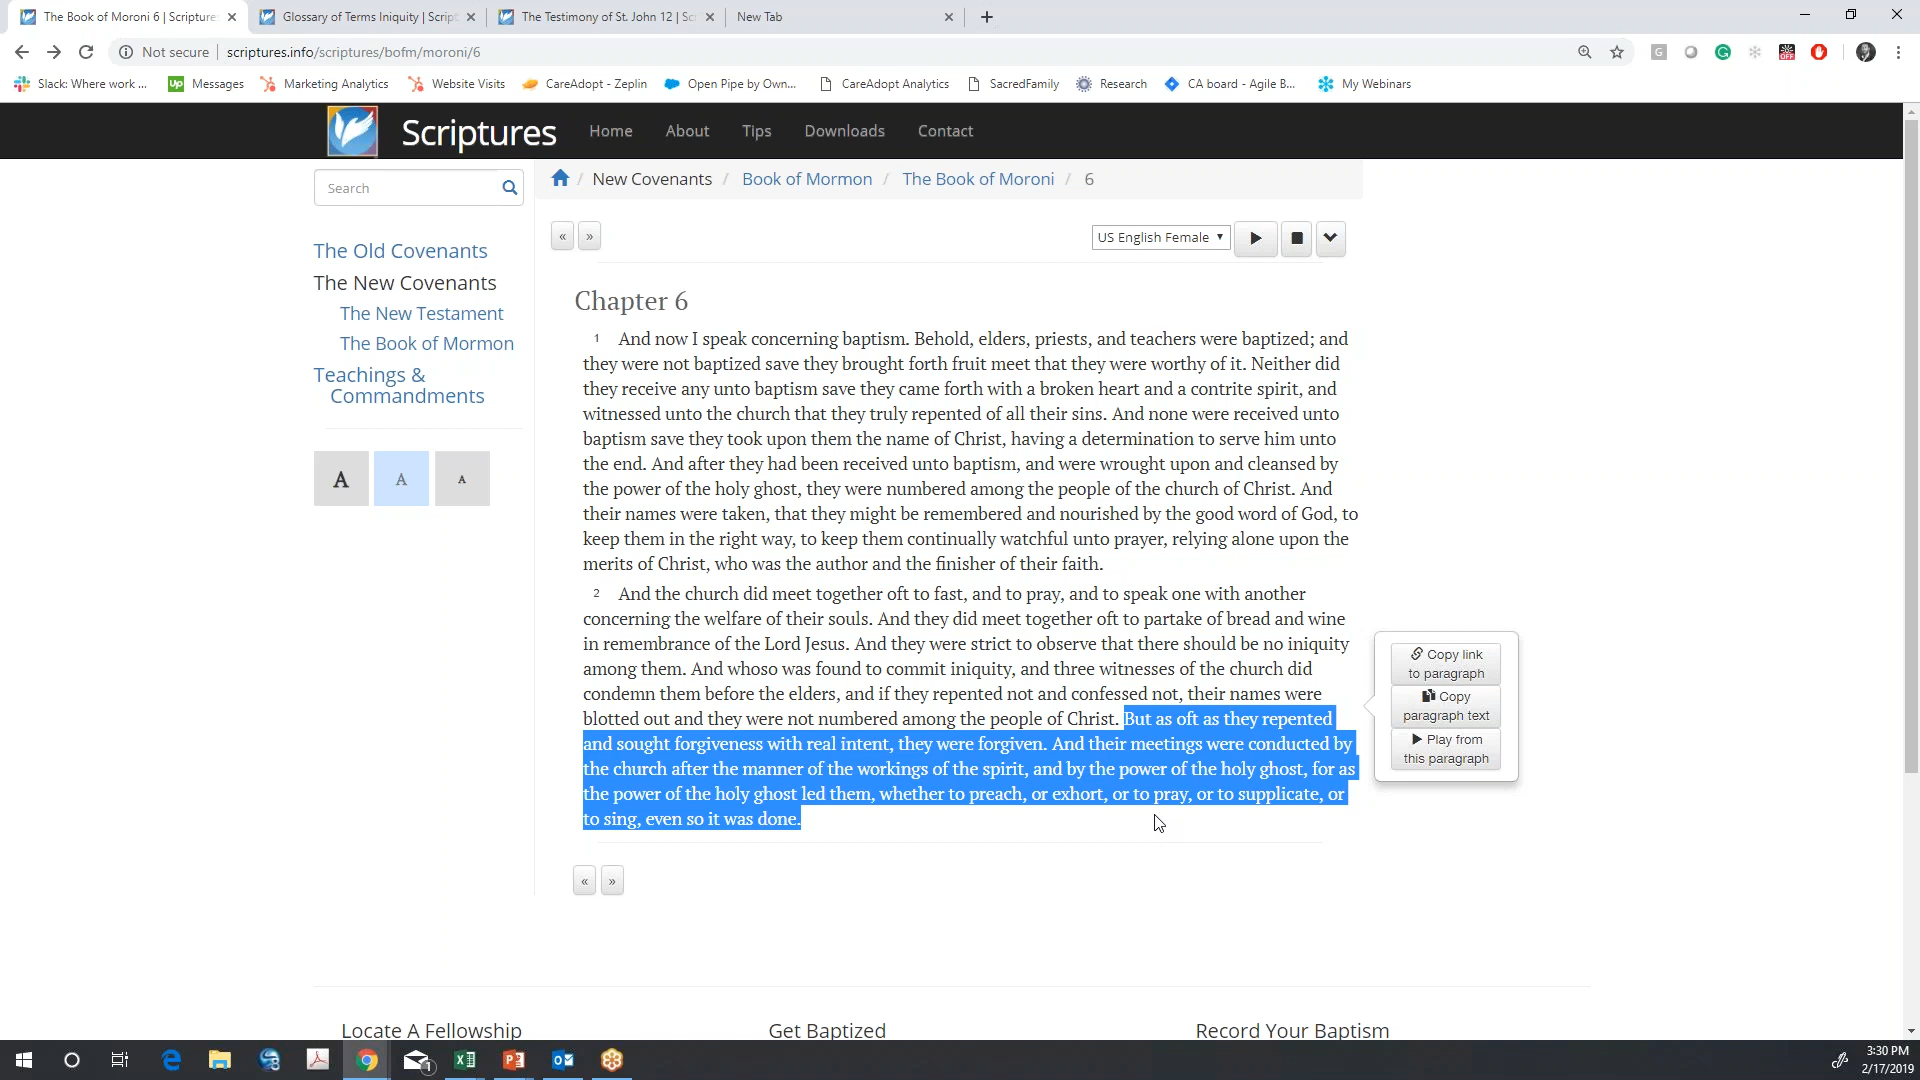 The Book of Moroni 6 | Scripture
Glossary of Terms Iniquity | Script
The Testimony of St. John 12 | Sc
New Tab
Not secure
scriptures.info/scriptures/bofm/moroni/6
Slack: Where work ...
Messages
Marketing Analytics
Website Visits
CareAdopt - Zeplin
Open Pipe by Own...
CareAdopt Analytics
SacredFamily
Research
CA board - Agile B...
My Webinars
Scriptures
Home
About
Tips
Downloads
Contact
Search
/ New Covenants / Book of Mormon / The Book of Moroni / 6
The Old Covenants
The New Covenants
The New Testament
The Book of Mormon
Teachings &
Commandments
A A A
« »
US English Female
Chapter 6
1 And now I speak concerning baptism. Behold, elders, priests, and teachers were baptized; and
they were not baptized save they brought forth fruit meet that they were worthy of it. Neither did
they receive any unto baptism save they came forth with a broken heart and a contrite spirit, and
witnessed unto the church that they truly repented of all their sins. And none were received unto
baptism save they took upon them the name of Christ, having a determination to serve him unto
the end. And after they had been received unto baptism, and were wrought upon and cleansed by
the power of the holy ghost, they were numbered among the people of the church of Christ. And
their names were taken, that they might be remembered and nourished by the good word of God, to
keep them in the right way, to keep them continually watchful unto prayer, relying alone upon the
merits of Christ, who was the author and the finisher of their faith.
2 And the church did meet together oft to fast, and to pray, and to speak one with another
concerning the welfare of their souls. And they did meet together oft to partake of bread and wine
in remembrance of the Lord Jesus. And they were strict to observe that there should be no iniquity
among them. And whoso was found to commit iniquity, and three witnesses of the church did
condemn them before the elders, and if they repented not and confessed not, their names were
blotted out and they were not numbered among the people of Christ. But as oft as they repented
and sought forgiveness with real intent, they were forgiven. And their meetings were conducted by
the church after the manner of the workings of the spirit, and by the power of the holy ghost, for as
the power of the holy ghost led them, whether to preach, or exhort, or to pray, or to supplicate, or
to sing, even so it was done.
Copy link
to paragraph
Copy
paragraph text
Play from
this paragraph
« »
Locate A Fellowship
Get Baptized
Record Your Baptism
3:30 PM
2/17/2019